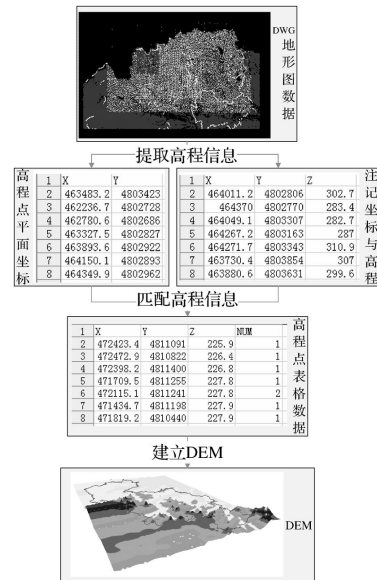 DWG
地形图数据
提取高程信息
高程点平面坐标
1 X Y
2 463483.2 4803423
3 462236.7 4802728
4 462780.6 4802686
5 463327.5 4802827
6 463893.6 4802922
7 464150.1 4802893
8 464349.9 4802962
1 X Y Z
2 464011.2 4802806 302.7
3 464370 4802770 283.4
4 464049.1 4803307 282.7
5 464267.2 4803163 287
6 464271.7 4803343 310.9
7 463730.4 4803854 307
8 463880.6 4803631 299.6
注记坐标与高程
匹配高程信息
1 X Y Z NUM
2 472423.4 4811091 225.9 1
3 472472.9 4810822 226.4 1
4 472398.2 4811400 226.8 1
5 471709.5 4811255 227.8 1
6 472115.1 4811241 227.8 2
7 471434.7 4811198 227.9 1
8 471819.2 4810440 227.9 1
高程点表格数据
建立DEM
DEM